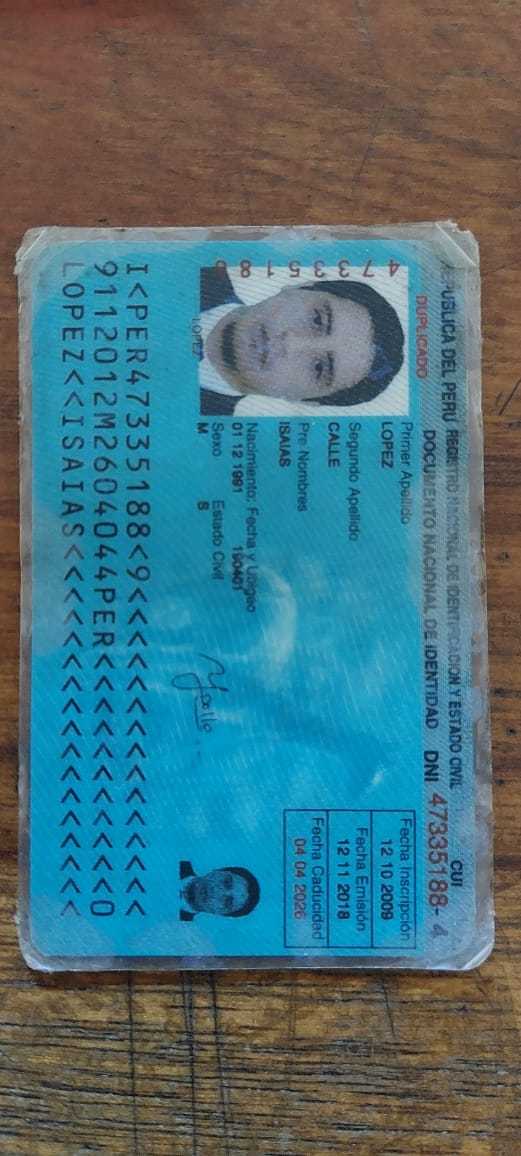 REPUBLICA DEL PERU REGISTRO NACIONAL DE IDENTIFICACION Y ESTADO CIVIL
CUI
DUPLICADO
DOCUMENTO NACIONAL DE IDENTIDAD DNI 47335188-4
47335188
Primer Apellido
LOPEZ
Segundo Apellido
CALLE
Pre Nombres
ISAIAS
Nacimiento: Fecha y Ubigeo
01 12 1991 190401
Sexo Estado Civil
M S
Fecha Inscripción
12 10 2009
Fecha Emisión
12 11 2018
Fecha Caducidad
04 04 2026
LOPEZ
I<PER47335188<9<<<<<<<<<<<<<<<
9112012M2604044PER<<<<<<<<<<<0
LOPEZ<<ISAIAS<<<<<<<<<<<<<<<<<